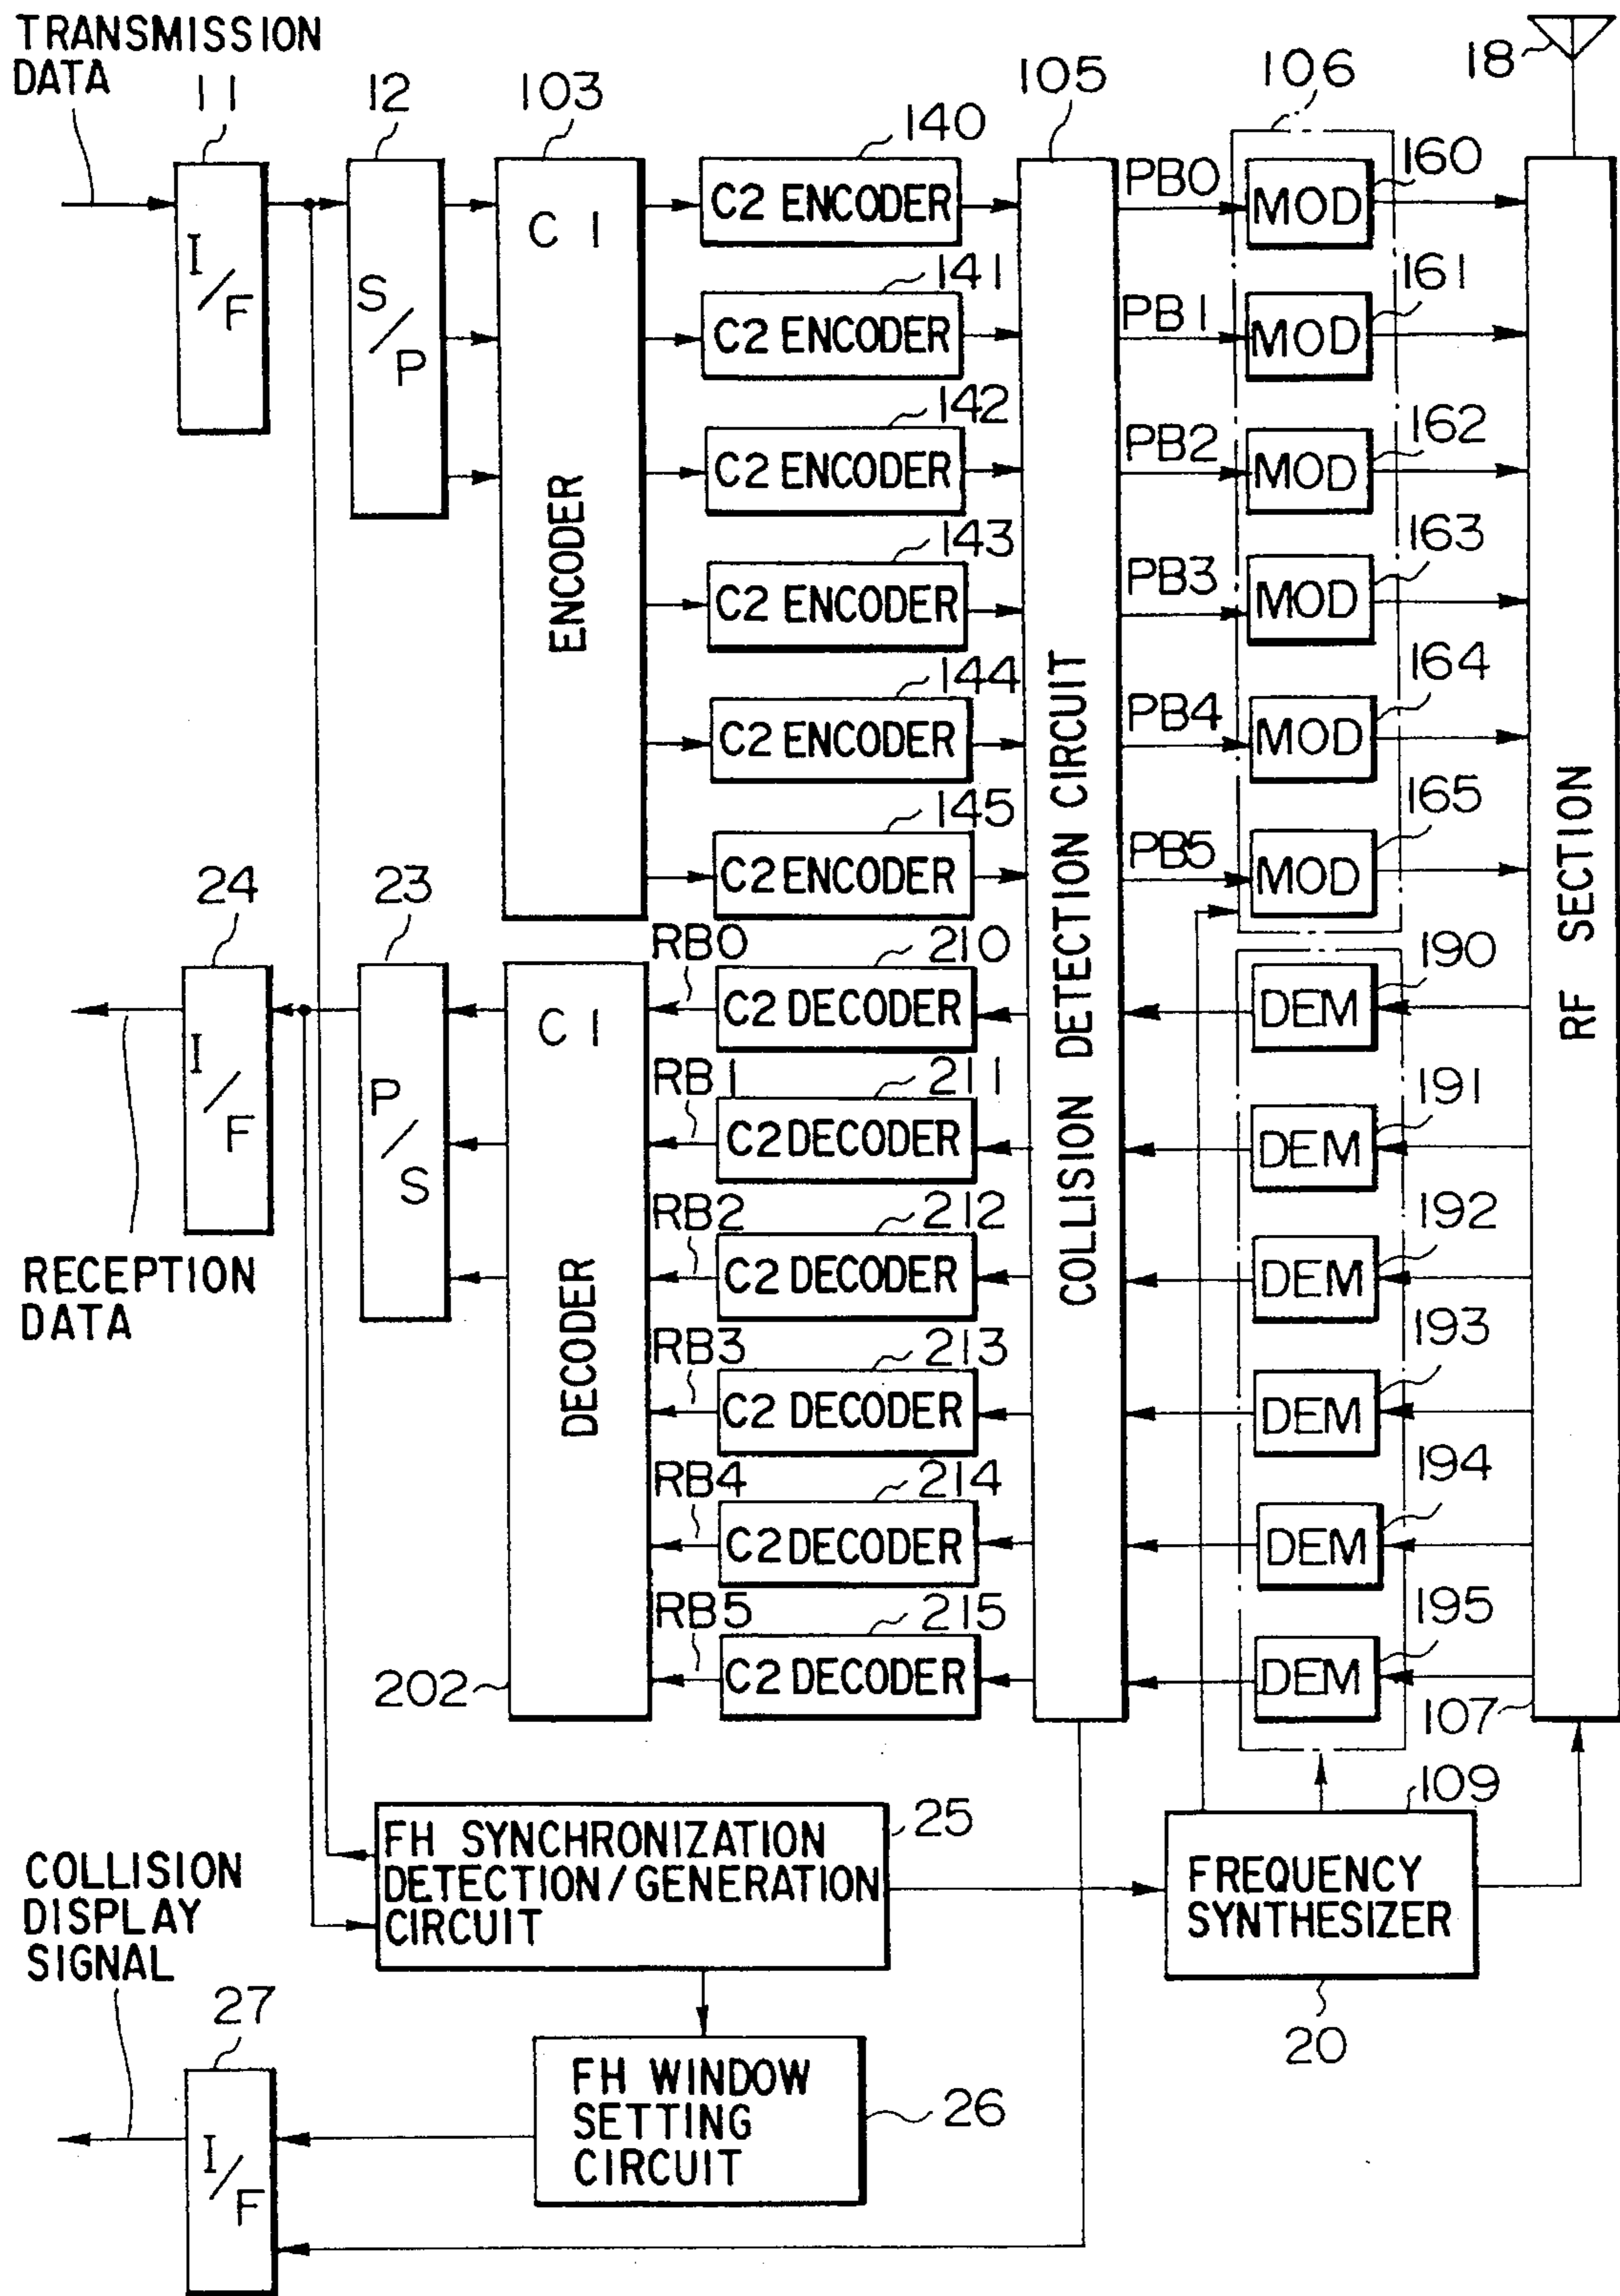 TRANSMISSION
DATA
11
12
103
140
105
106
18
I/F
S/P
C1
ENCODER
C2 ENCODER
PB0
MOD
160
141
C2 ENCODER
PB1
MOD
161
142
C2 ENCODER
PB2
MOD
162
143
C2 ENCODER
PB3
MOD
163
144
C2 ENCODER
PB4
MOD
164
145
C2 ENCODER
PB5
MOD
165
COLLISION DETECTION CIRCUIT
RF SECTION
24
23
RB0
210
190
I/F
P/S
C1
DECODER
C2 DECODER
DEM
RB1
211
191
C2 DECODER
DEM
RECEPTION
DATA
RB2
212
192
C2 DECODER
DEM
RB3
213
193
C2 DECODER
DEM
RB4
214
194
C2 DECODER
DEM
RB5
215
195
202
C2 DECODER
DEM
107
109
25
FH SYNCHRONIZATION
DETECTION/GENERATION
CIRCUIT
FREQUENCY
SYNTHESIZER
20
COLLISION
DISPLAY
SIGNAL
27
I/F
FH WINDOW
SETTING
CIRCUIT
26